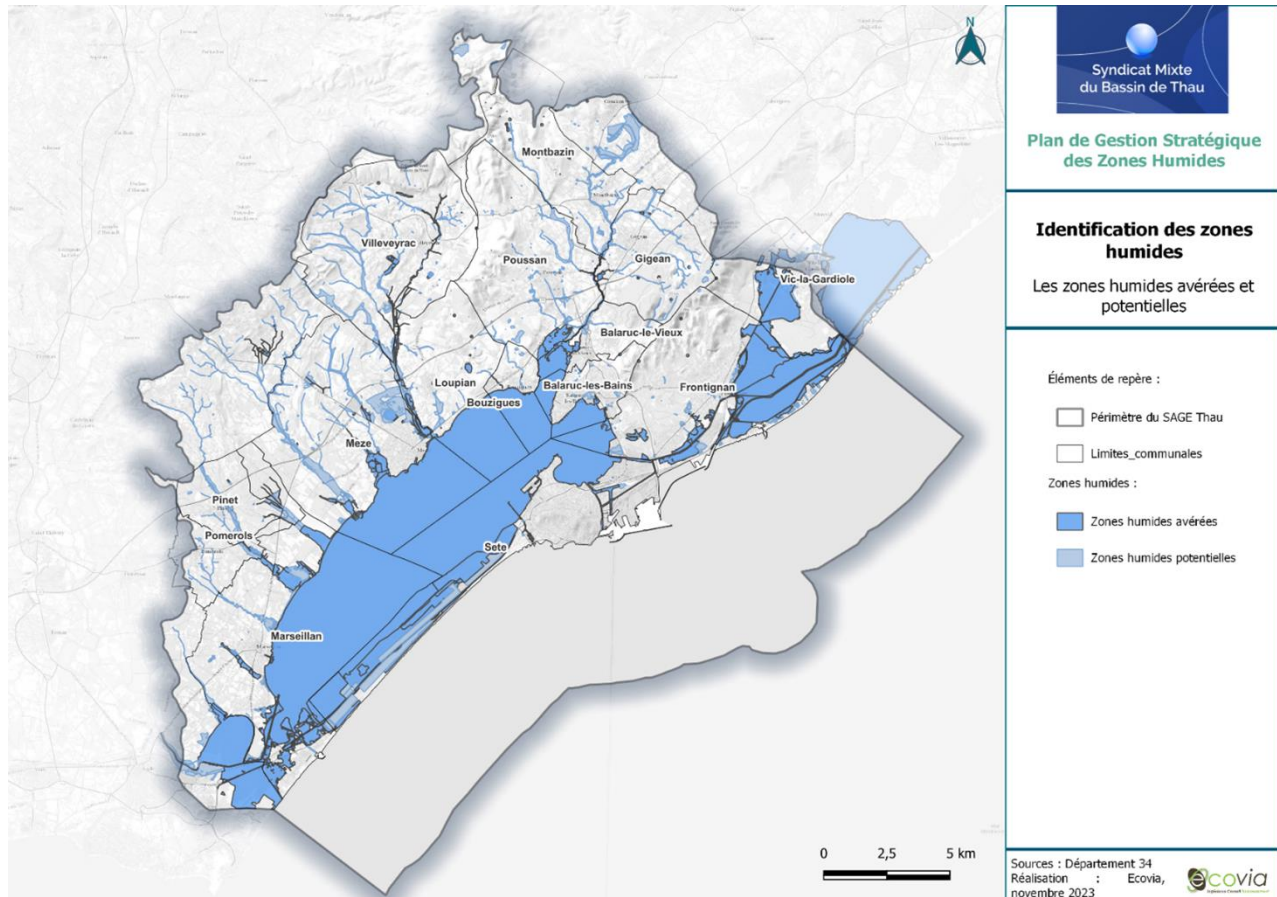 N
Montbazin
Villeveyrac
Poussan
Gigean
Vic-la-Gardiole
Balaruc-le-Vieux
Loupian
Balaruc-les-Bains
Frontignan
Bouzigues
Meze
Pinet
Pomerols
Sete
Marseillan
0 2,5 5 km
Syndicat Mixte
du Bassin de Thau
Plan de Gestion Stratégique
des Zones Humides
Identification des zones
humides
Les zones humides avérées et
potentielles
Éléments de repère :
Périmètre du SAGE Thau
Limites_communales
Zones humides :
Zones humides avérées
Zones humides potentielles
Sources : Département 34
Réalisation : Ecovia,
novembre 2023
ecovia